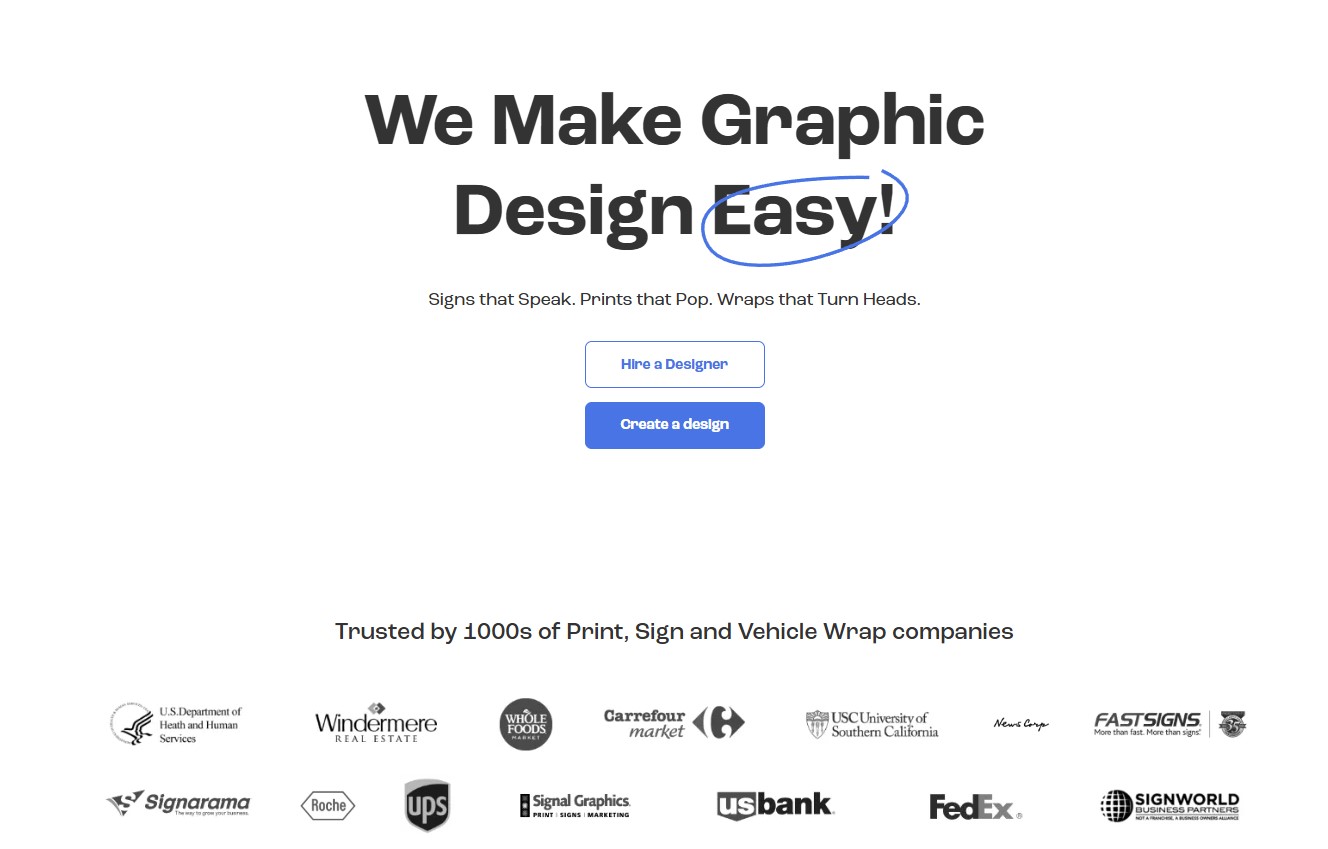 We Make Graphic
Design Easy!
Signs that Speak. Prints that Pop. Wraps that Turn Heads.
Hire a Designer
Create a design
Trusted by 1000s of Print, Sign and Vehicle Wrap companies
U.S.Department of
Heath and Human
Services
Windermere
REAL ESTATE
WHOLE
FOODS
MARKET
Carrefour
market
USC University of
Southern California
News Corp
FASTSIGNS.
More than fast. More than signs.
Signarama
The way to grow your business.
Roche
ups
Signal Graphics.
PRINT | SIGNS | MARKETING
usbank.
FedEx®
SIGNWORLD
BUSINESS PARTNERS
NOT A FRANCHISE, A BUSINESS OWNERS ALLIANCE